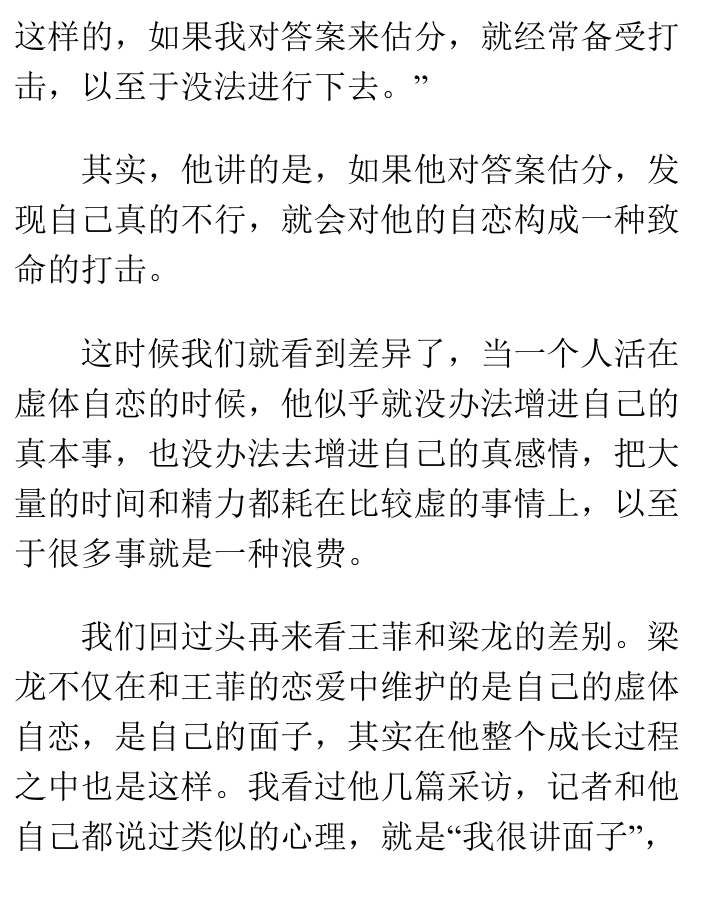 这样的，如果我对答案来估分，就经常备受打
击，以至于没法进行下去。”
其实，他讲的是，如果他对答案估分，发
现自己真的不行，就会对他的自恋构成一种致
命的打击。
这时候我们就看到差异了，当一个人活在
虚体自恋的时候，他似乎就没办法增进自己的
真本事，也没办法去增进自己的真感情，把大
量的时间和精力都耗在比较虚的事情上，以至
于很多事就是一种浪费。
我们回过头再来看王菲和梁龙的差别。梁
龙不仅在和王菲的恋爱中维护的是自己的虚体
自恋，是自己的面子，其实在他整个成长过程
之中也是这样。我看过他几篇采访，记者和他
自己都说过类似的心理，就是“我很讲面子”，